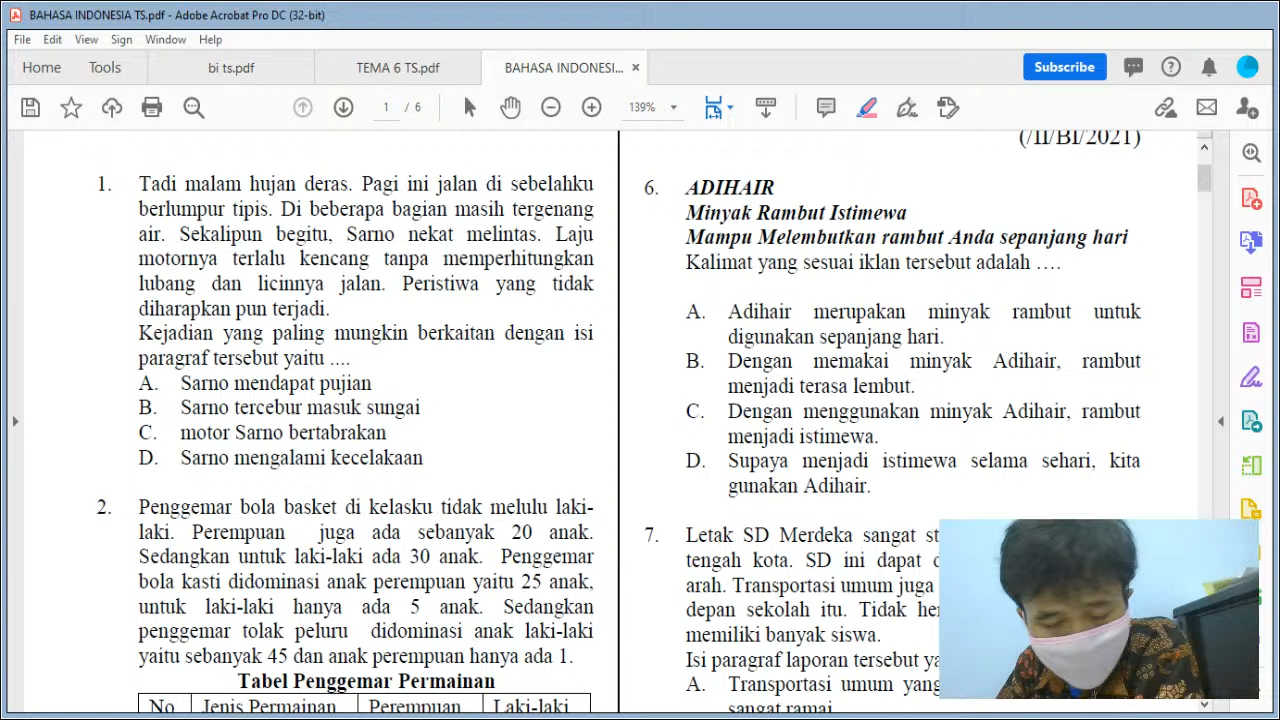 BAHASA INDONESIA TS.pdf - Adobe Acrobat Pro DC (32-bit)
File Edit View Sign Window Help
Home Tools bi ts.pdf TEMA 6 TS.pdf BAHASA INDONESI... × Subscribe
1 / 6 139%
(/II/BI/2021)
1. Tadi malam hujan deras. Pagi ini jalan di sebelahku
berlumpur tipis. Di beberapa bagian masih tergenang
air. Sekalipun begitu, Sarno nekat melintas. Laju
motornya terlalu kencang tanpa memperhitungkan
lubang dan licinnya jalan. Peristiwa yang tidak
diharapkan pun terjadi.
Kejadian yang paling mungkin berkaitan dengan isi
paragraf tersebut yaitu ....
A. Sarno mendapat pujian
B. Sarno tercebur masuk sungai
C. motor Sarno bertabrakan
D. Sarno mengalami kecelakaan
2. Penggemar bola basket di kelasku tidak melulu laki-
laki. Perempuan juga ada sebanyak 20 anak.
Sedangkan untuk laki-laki ada 30 anak. Penggemar
bola kasti didominasi anak perempuan yaitu 25 anak,
untuk laki-laki hanya ada 5 anak. Sedangkan
penggemar tolak peluru didominasi anak laki-laki
yaitu sebanyak 45 dan anak perempuan hanya ada 1.
Tabel Penggemar Permainan
No Jenis Permainan Perempuan Laki-laki
6. ADIHAIR
Minyak Rambut Istimewa
Mampu Melembutkan rambut Anda sepanjang hari
Kalimat yang sesuai iklan tersebut adalah ….
A. Adihair merupakan minyak rambut untuk
digunakan sepanjang hari.
B. Dengan memakai minyak Adihair, rambut
menjadi terasa lembut.
C. Dengan menggunakan minyak Adihair, rambut
menjadi istimewa.
D. Supaya menjadi istimewa selama sehari, kita
gunakan Adihair.
7. Letak SD Merdeka sangat
tengah kota. SD ini dapat
arah. Transportasi umum juga
depan sekolah itu. Tidak
memiliki banyak siswa.
Isi paragraf laporan tersebut
A. Transportasi umum yang
sangat ramai